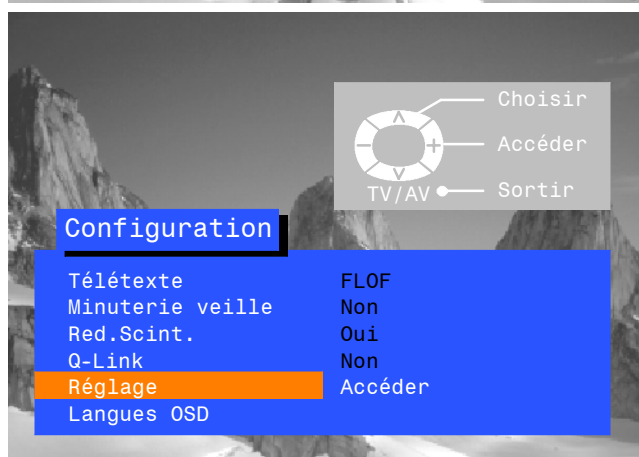 Choisir
Accéder
TV/AV Sortir
Configuration
Télétexte FLOF
Minuterie veille Non
Red.Scint. Oui
Q-Link Non
Réglage Accéder
Langues OSD